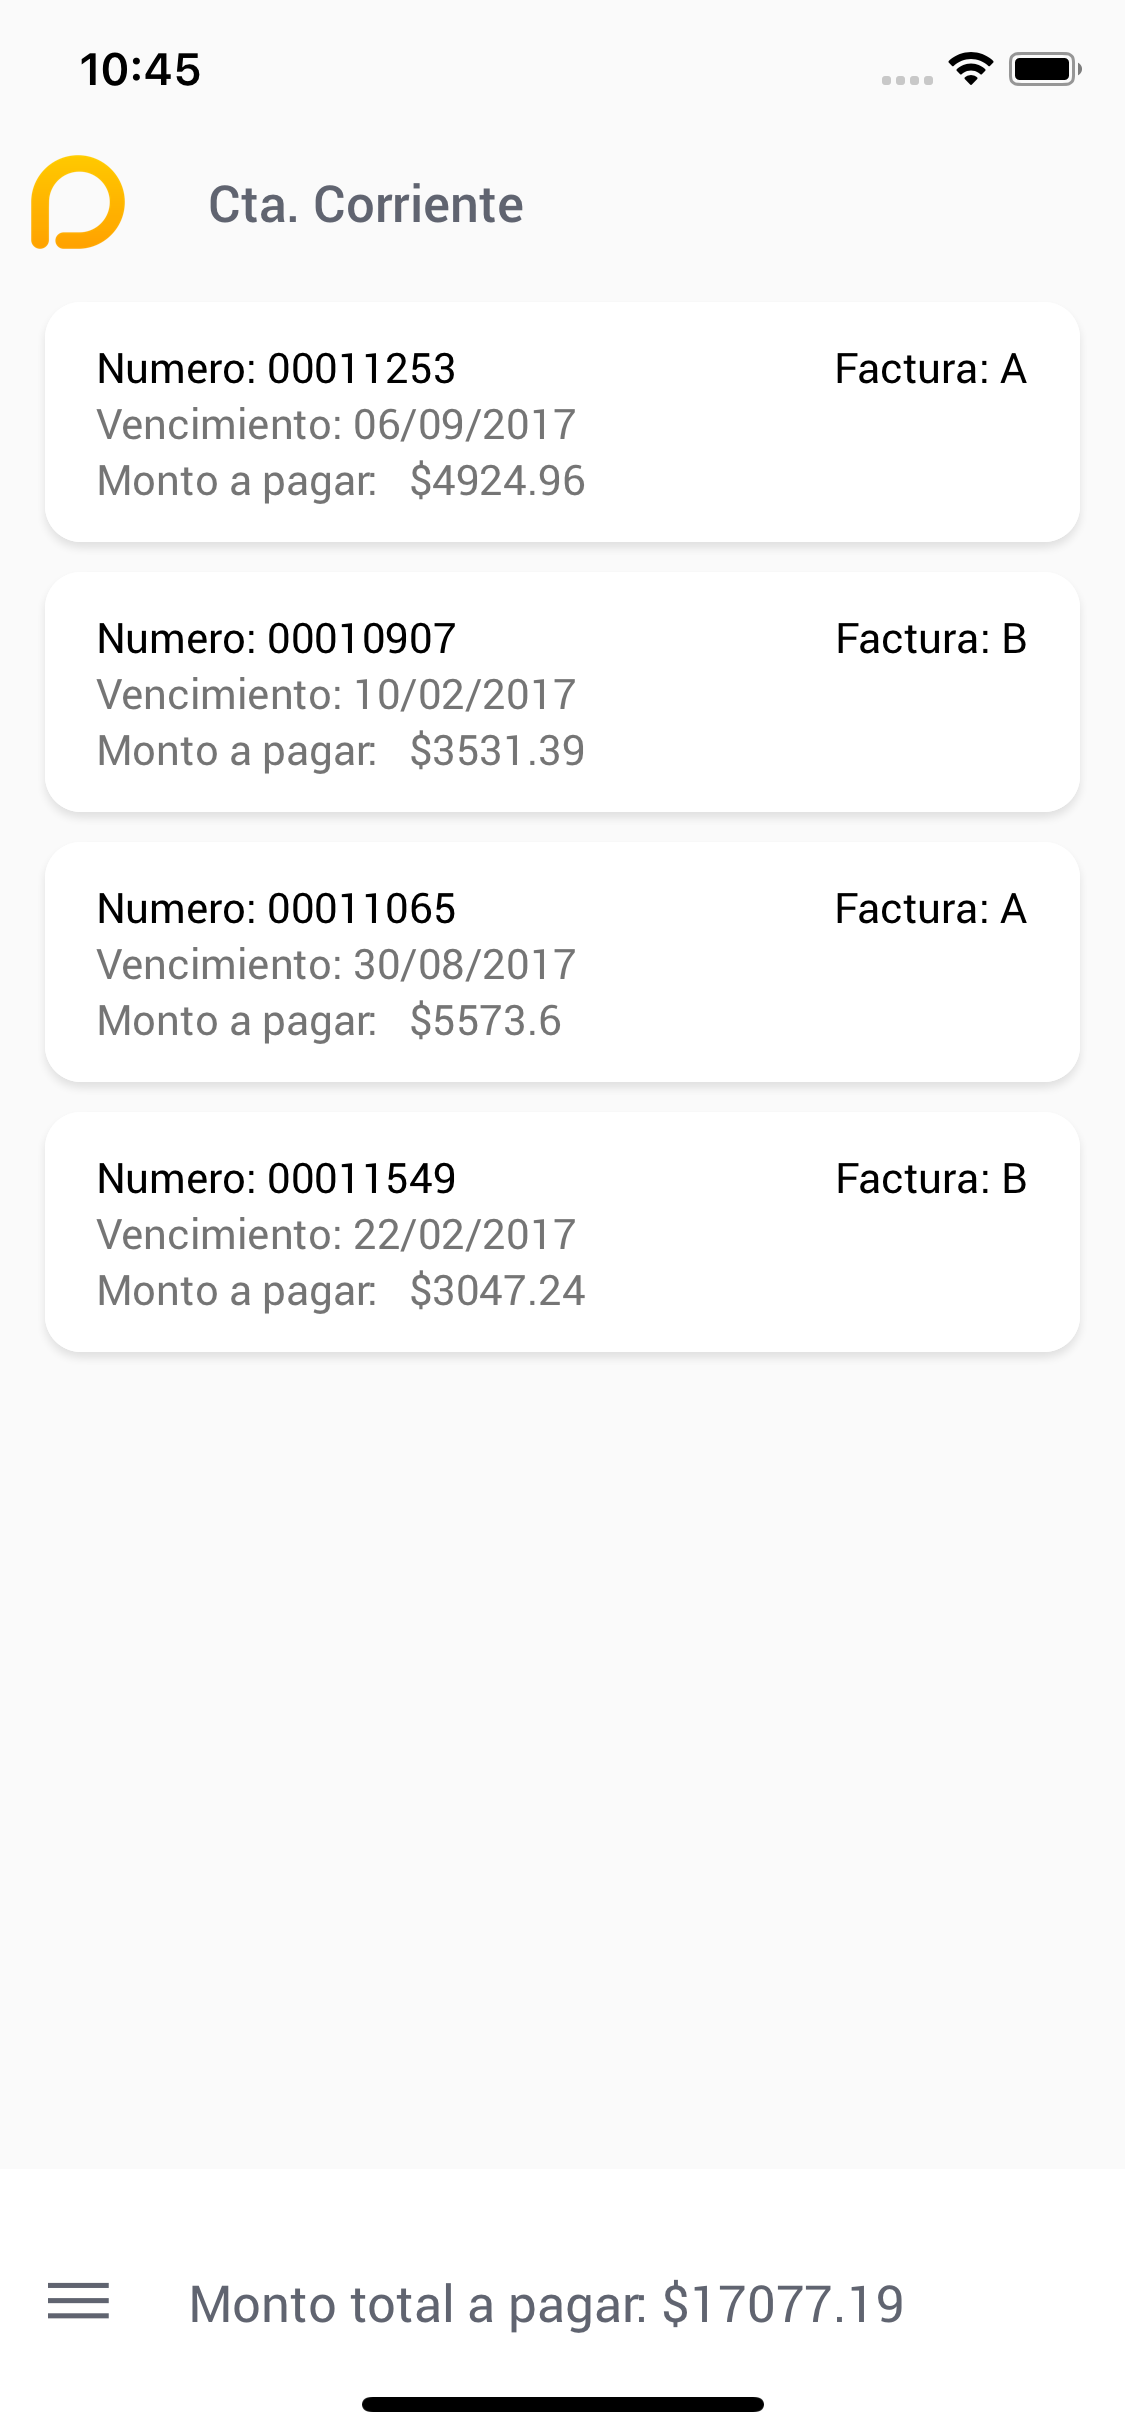 10:45
Cta. Corriente
Numero: 00011253 Factura: A
Vencimiento: 06/09/2017
Monto a pagar: $4924.96
Numero: 00010907 Factura: B
Vencimiento: 10/02/2017
Monto a pagar: $3531.39
Numero: 00011065 Factura: A
Vencimiento: 30/08/2017
Monto a pagar: $5573.6
Numero: 00011549 Factura: B
Vencimiento: 22/02/2017
Monto a pagar: $3047.24
Monto total a pagar: $17077.19